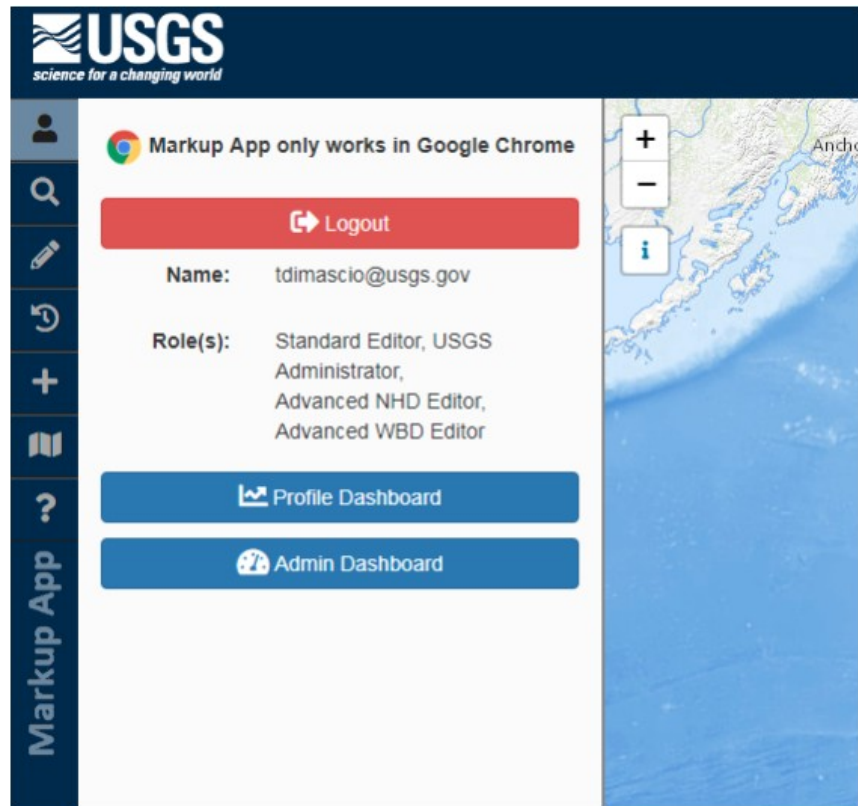 USGS
science for a changing world
Markup App only works in Google Chrome
Logout
Name: tdimascio@usgs.gov
Role(s): Standard Editor, USGS
Administrator,
Advanced NHD Editor,
Advanced WBD Editor
Profile Dashboard
Admin Dashboard
Markup App
+
−
i
Ancho
?